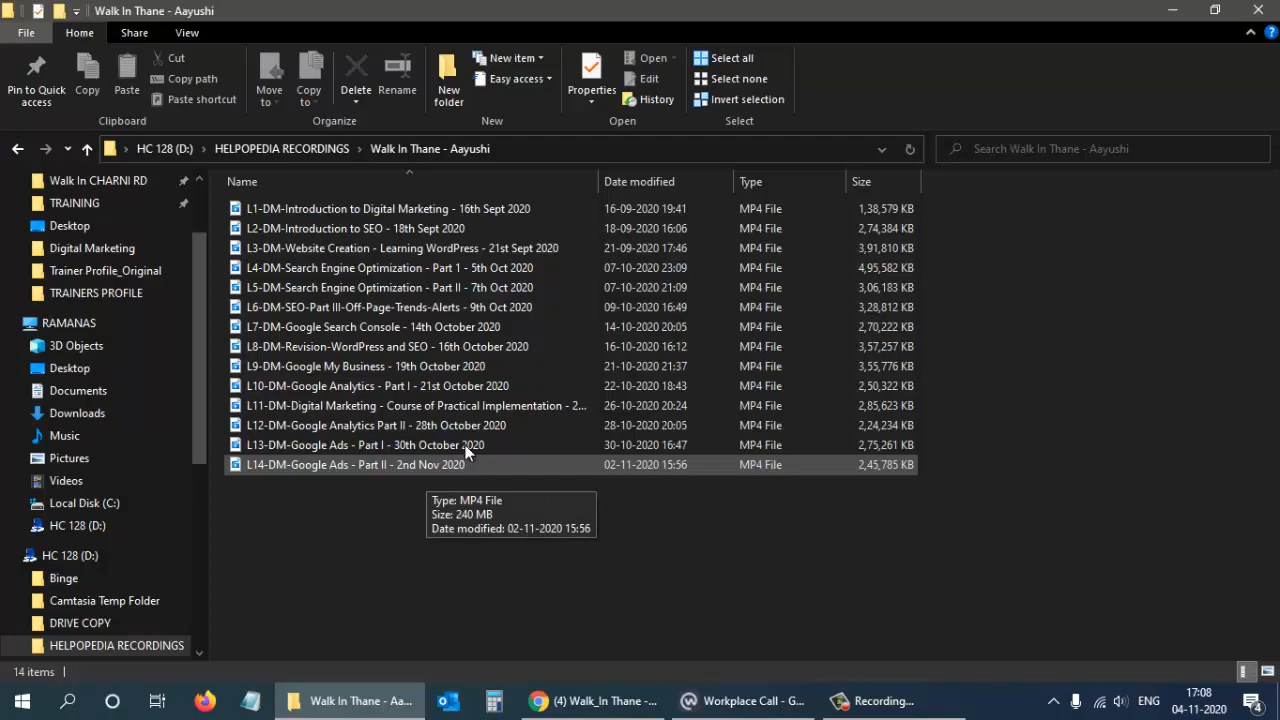 Walk In Thane - Aayushi
File
Home
Share
View
Pin to Quick access
Copy
Paste
Cut
Copy path
Paste shortcut
Clipboard
Move to
Copy to
Delete
Rename
Organize
New folder
New item
Easy access
New
Properties
Open
Edit
History
Open
Select all
Select none
Invert selection
Select
HC 128 (D:) > HELPOPEDIA RECORDINGS > Walk In Thane - Aayushi
Search Walk In Thane - Aayushi
Walk In CHARNI RD
TRAINING
Desktop
Digital Marketing
Trainer Profile_Original
TRAINERS PROFILE
RAMANAS
3D Objects
Desktop
Documents
Downloads
Music
Pictures
Videos
Local Disk (C:)
HC 128 (D:)
HC 128 (D:)
Binge
Camtasia Temp Folder
DRIVE COPY
HELPOPEDIA RECORDINGS
Name Date modified Type Size
L1-DM-Introduction to Digital Marketing - 16th Sept 2020 16-09-2020 19:41 MP4 File 1,38,579 KB
L2-DM-Introduction to SEO - 18th Sept 2020 18-09-2020 16:06 MP4 File 2,74,384 KB
L3-DM-Website Creation - Learning WordPress - 21st Sept 2020 21-09-2020 17:46 MP4 File 3,91,810 KB
L4-DM-Search Engine Optimization - Part 1 - 5th Oct 2020 07-10-2020 23:09 MP4 File 4,95,582 KB
L5-DM-Search Engine Optimization - Part II - 7th Oct 2020 07-10-2020 21:09 MP4 File 3,06,183 KB
L6-DM-SEO-Part III-Off-Page-Trends-Alerts - 9th Oct 2020 09-10-2020 16:49 MP4 File 3,28,812 KB
L7-DM-Google Search Console - 14th October 2020 14-10-2020 20:05 MP4 File 2,70,222 KB
L8-DM-Revision-WordPress and SEO - 16th October 2020 16-10-2020 16:12 MP4 File 3,57,257 KB
L9-DM-Google My Business - 19th October 2020 21-10-2020 21:37 MP4 File 3,55,776 KB
L10-DM-Google Analytics - Part I - 21st October 2020 22-10-2020 18:43 MP4 File 2,50,322 KB
L11-DM-Digital Marketing - Course of Practical Implementation - 2... 26-10-2020 20:24 MP4 File 2,85,623 KB
L12-DM-Google Analytics Part II - 28th October 2020 28-10-2020 20:05 MP4 File 2,24,234 KB
L13-DM-Google Ads - Part I - 30th October 2020 30-10-2020 16:47 MP4 File 2,75,261 KB
L14-DM-Google Ads - Part II - 2nd Nov 2020 02-11-2020 15:56 MP4 File 2,45,785 KB
Type: MP4 File
Size: 240 MB
Date modified: 02-11-2020 15:56
14 items
Walk In Thane - Aa...
(4) Walk_In Thane -...
Workplace Call - G...
Recording...
ENG
17:08
04-11-2020
4